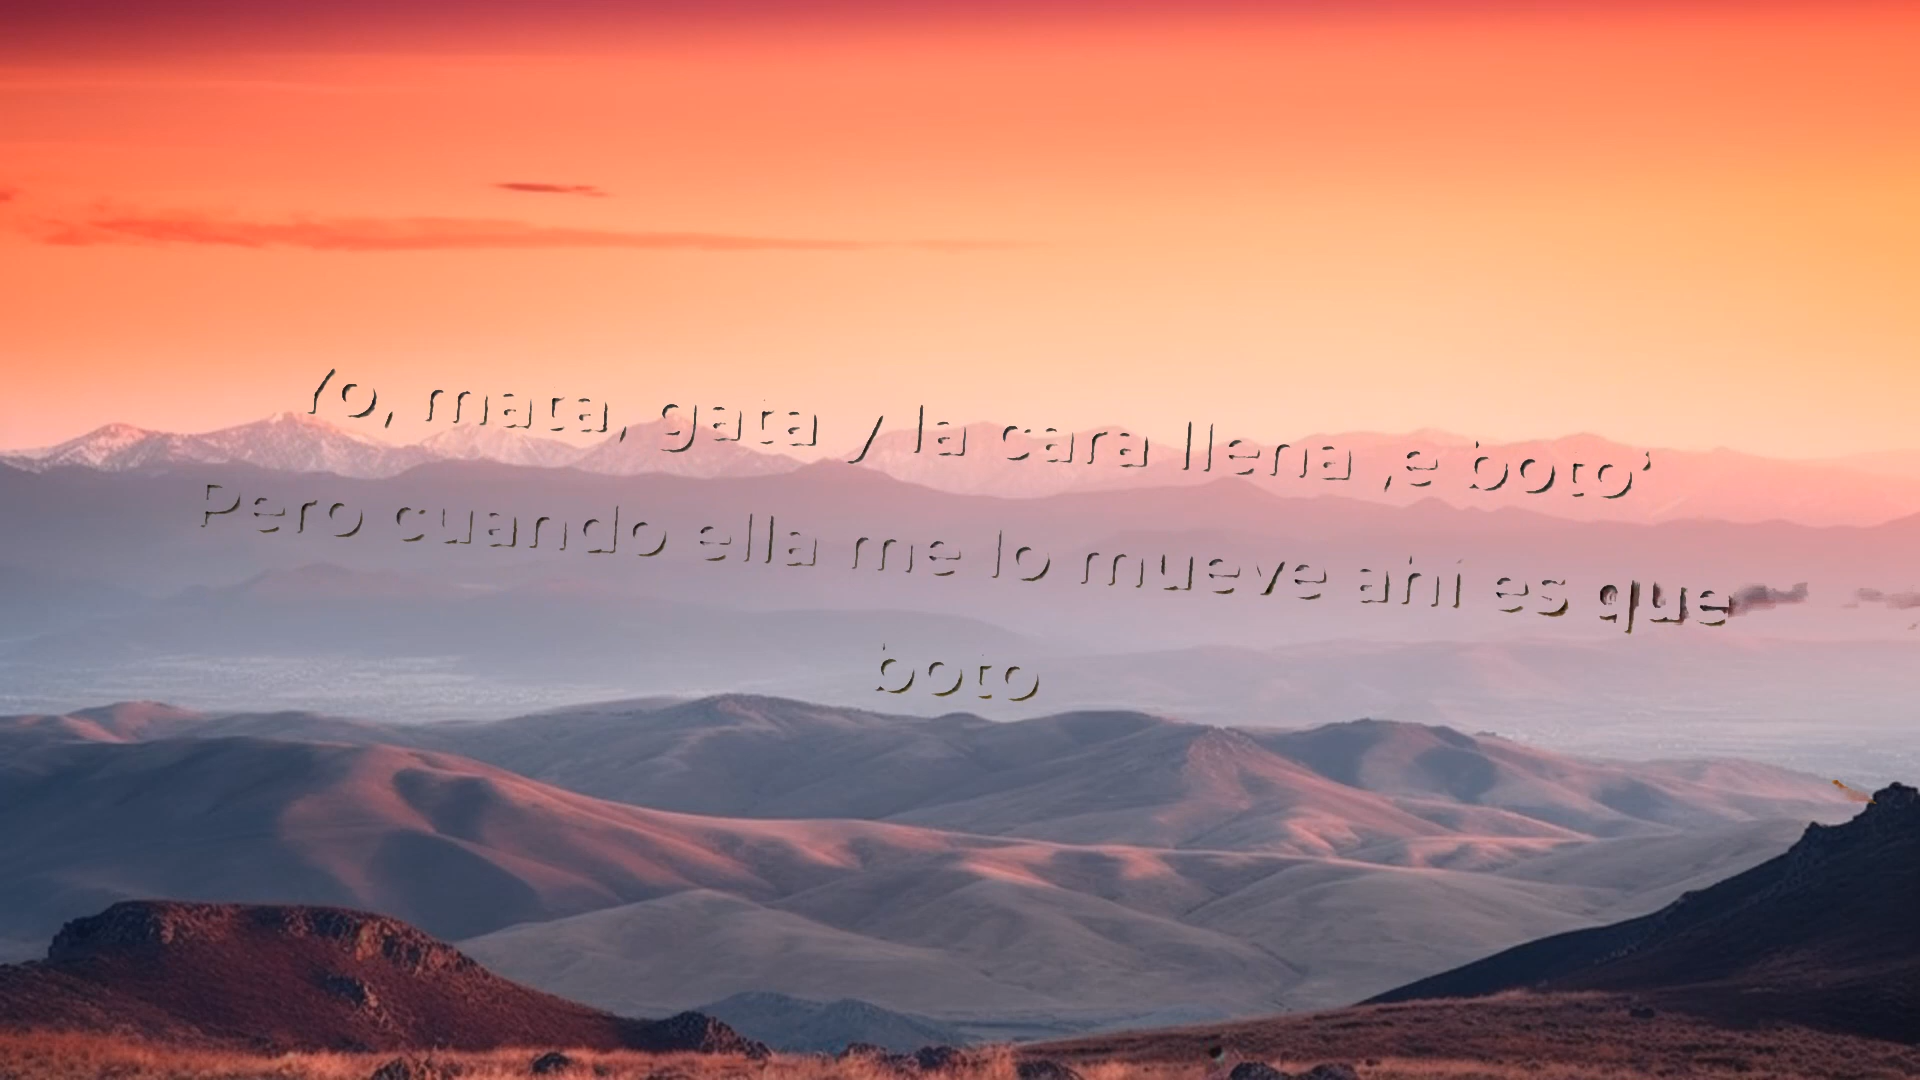 Yo, mata, gata y la cara llena ,e boto'
Pero cuando ella me lo mueve ahí es que
boto